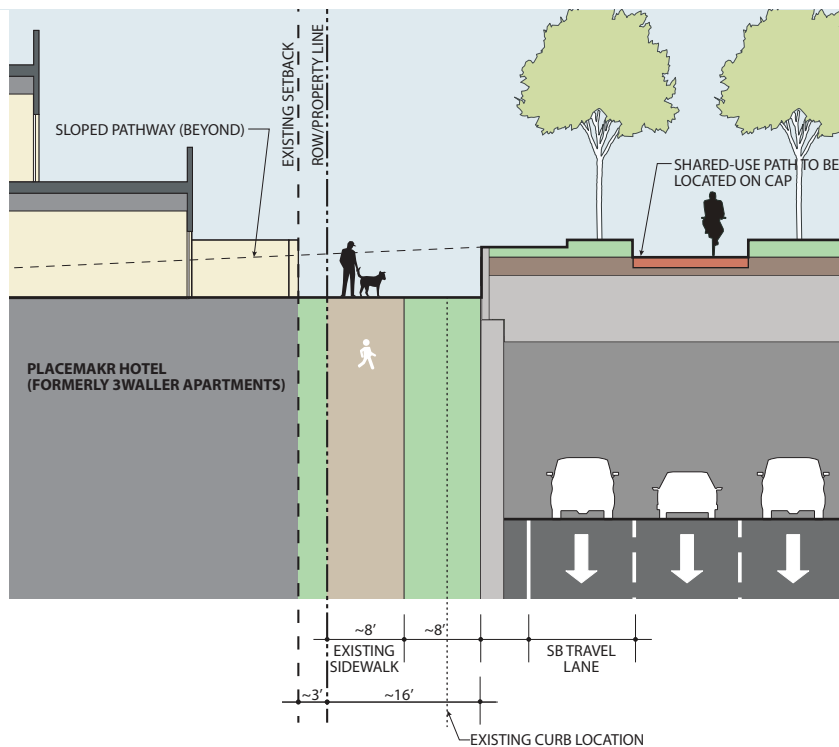 EXISTING SETBACK
ROW/PROPERTY LINE
SLOPED PATHWAY (BEYOND)
SHARED-USE PATH TO BE
LOCATED ON CAP
PLACEMAKR HOTEL
(FORMERLY 3WALLER APARTMENTS)
~8'
~8'
EXISTING
SIDEWALK
SB TRAVEL
LANE
~3'
~16'
EXISTING CURB LOCATION